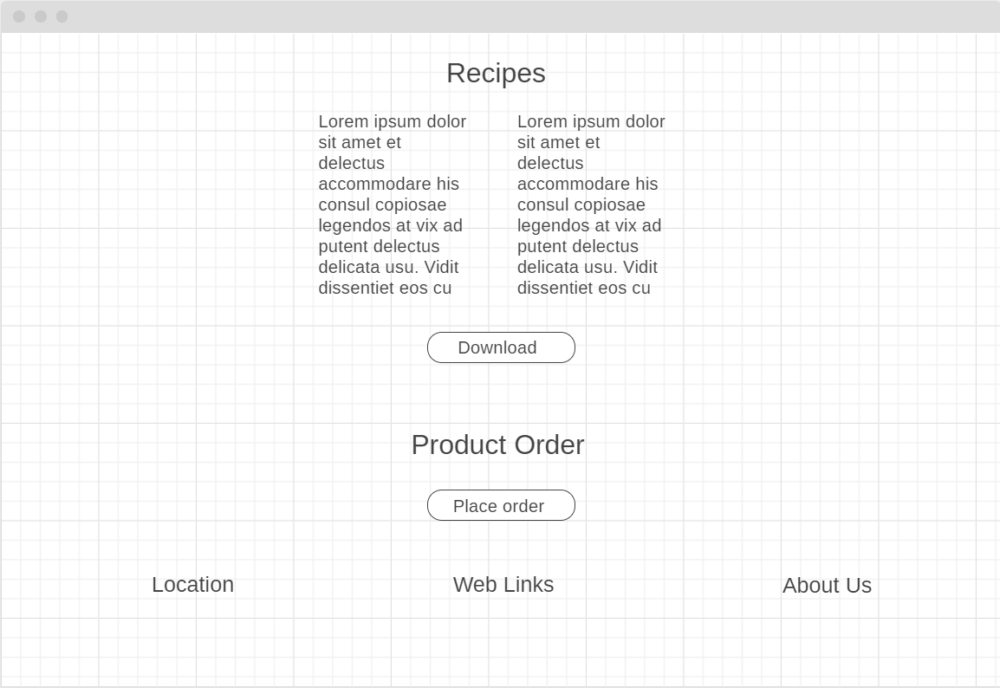 Recipes
Lorem ipsum dolor
sit amet et
delectus
accommodare his
consul copiosae
legendos at vix ad
putent delectus
delicata usu. Vidit
dissentiet eos cu
Lorem ipsum dolor
sit amet et
delectus
accommodare his
consul copiosae
legendos at vix ad
putent delectus
delicata usu. Vidit
dissentiet eos cu
Download
Product Order
Place order
Location
Web Links
About Us